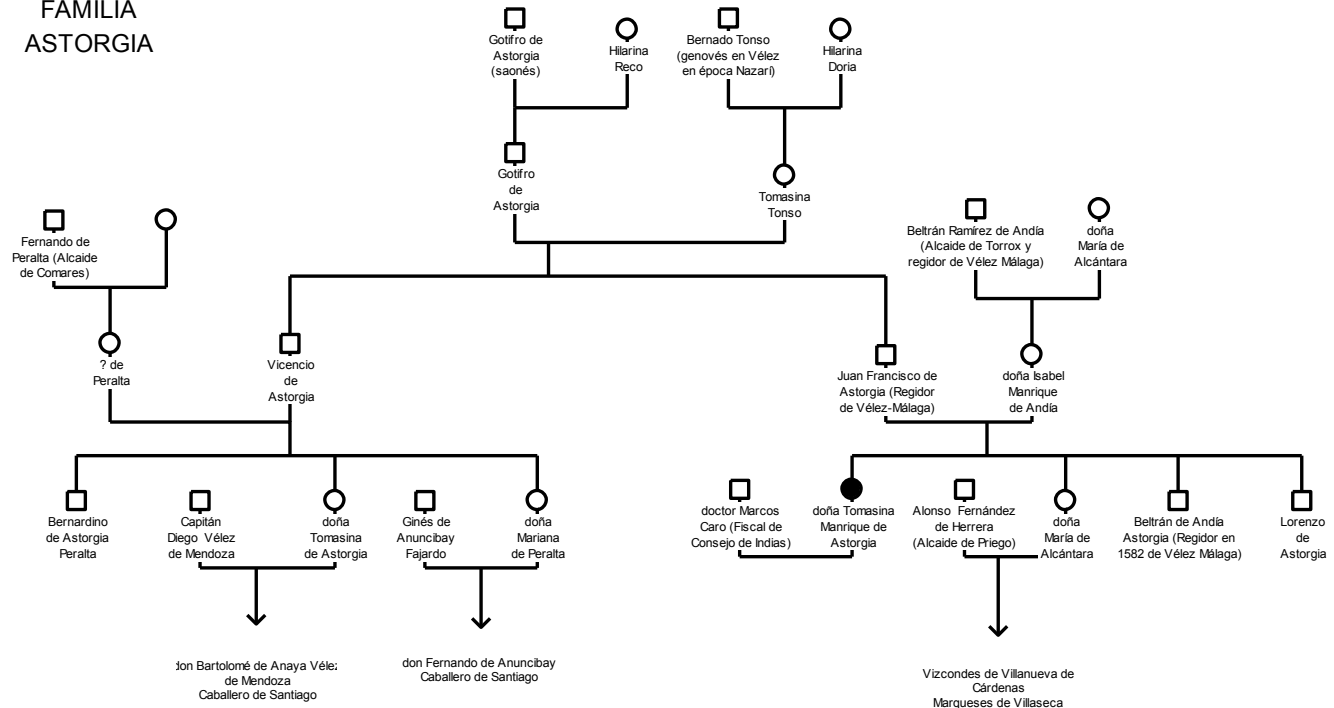 FAMILIA
ASTORGIA
Gotifro de
Astorgia
(saonés)
Hilarina
Reco
Bernado Tonso
(genovés en Vélez
en época Nazarí)
Hilarina
Doria
Gotifro
de
Astorgia
Tomasina
Tonso
Fernando de
Peralta (Alcaide
de Comares)
Beltrán Ramírez de Andía
(Alcaide de Torrox y
regidor de Vélez Málaga)
doña
María de
Alcántara
? de
Peralta
Vicencio
de
Astorgia
Juan Francisco de
Astorgia (Regidor
de Vélez-Málaga)
doña Isabel
Manrique
de Andía
Bernardino
de Astorgia
Peralta
Capitán
Diego Vélez
de Mendoza
doña
Tomasina
de Astorgia
Ginés de
Anuncibay
Fajardo
doña
Mariana
de Peralta
doctor Marcos
Caro (Fiscal de
Consejo de Indias)
doña Tomasina
Manrique de
Astorgia
Alonso Fernández
de Herrera
(Alcaide de Priego)
doña
María de
Alcántara
Beltrán de Andía
Astorgia (Regidor en
1582 de Vélez Málaga)
Lorenzo
de
Astorgia
don Bartolomé de Anaya Vélez
de Mendoza
Caballero de Santiago
don Fernando de Anuncibay
Caballero de Santiago
Vizcondes de Villanueva de
Cárdenas
Marqueses de Villaseca